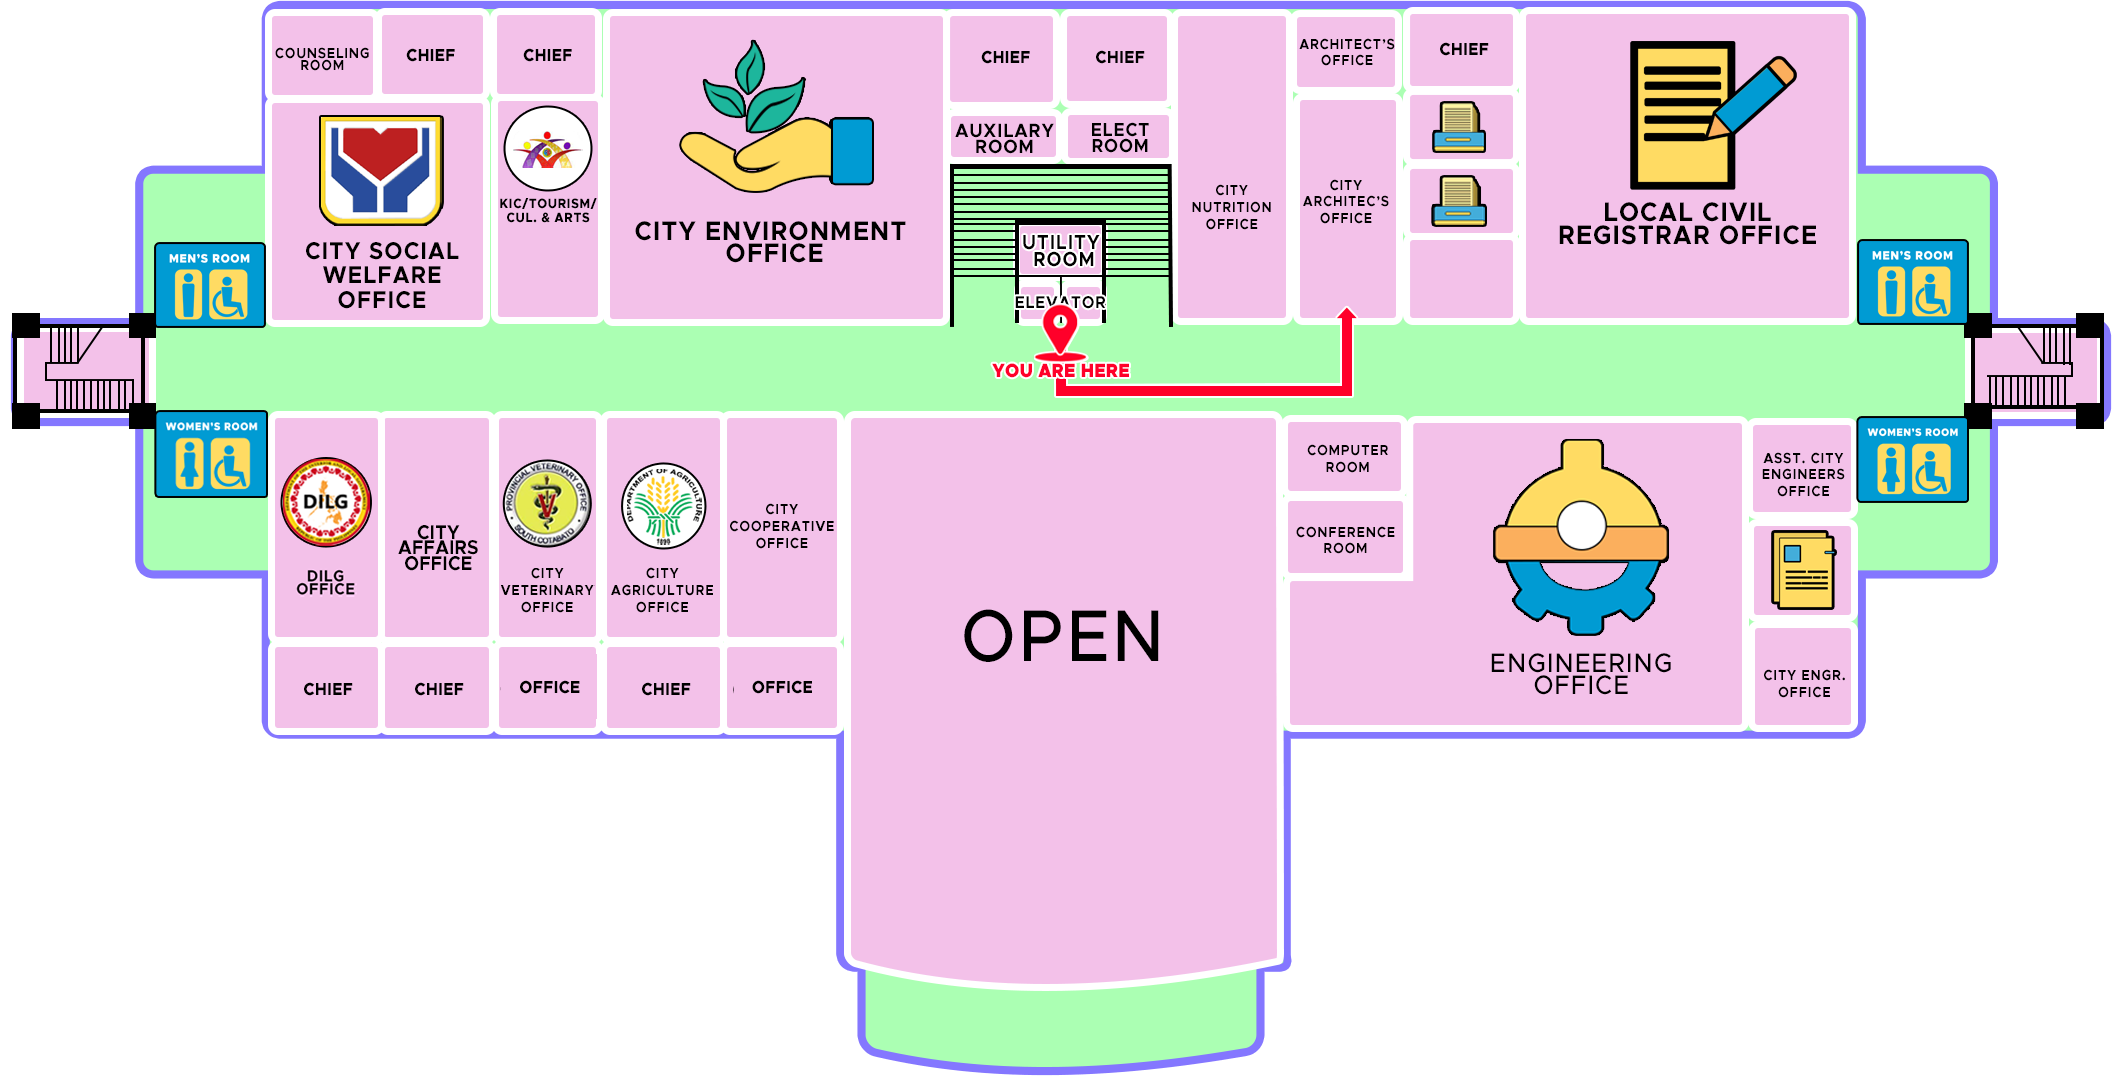 COUNSELING
ROOM
CHIEF
CHIEF
CHIEF
CHIEF
ARCHITECT'S
OFFICE
CHIEF
AUXILARY
ROOM
ELECT
ROOM
KIC/TOURISM/
CUL. & ARTS
CITY SOCIAL
WELFARE
OFFICE
CITY ENVIRONMENT
OFFICE
UTILITY
ROOM
ELEVATOR
CITY
NUTRITION
OFFICE
CITY
ARCHITEC'S
OFFICE
LOCAL CIVIL
REGISTRAR OFFICE
MEN'S ROOM
MEN'S ROOM
YOU ARE HERE
WOMEN'S ROOM
WOMEN'S ROOM
DILG
DILG
OFFICE
CITY
AFFAIRS
OFFICE
PROVINCIAL VETERINARY OFFICE
V
SOUTH COTABATO
CITY
VETERINARY
OFFICE
DEPARTMENT OF AGRICULTURE
1899
CITY
AGRICULTURE
OFFICE
CITY
COOPERATIVE
OFFICE
OPEN
COMPUTER
ROOM
CONFERENCE
ROOM
ENGINEERING
OFFICE
ASST. CITY
ENGINEERS
OFFICE
CITY ENGR.
OFFICE
CHIEF
CHIEF
OFFICE
CHIEF
OFFICE